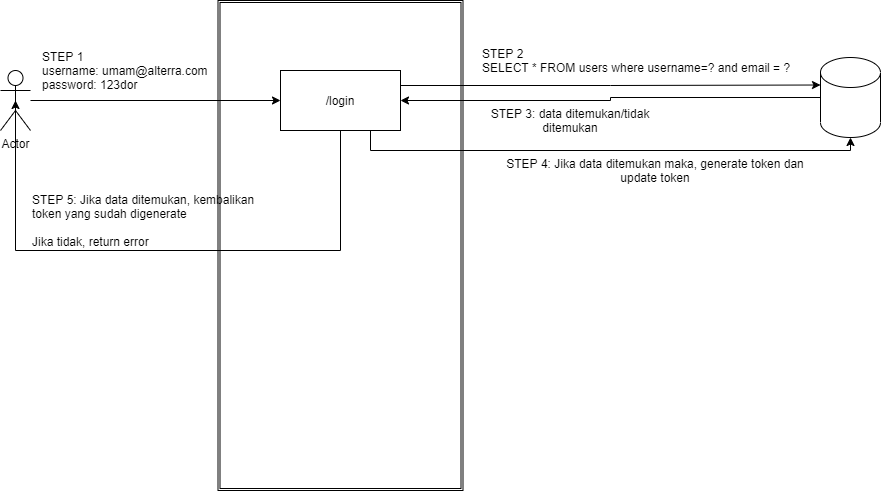 STEP 1
username: umam@alterra.com
password: 123dor
STEP 2
SELECT * FROM users where username=? and email = ?
/login
STEP 3: data ditemukan/tidak
ditemukan
Actor
STEP 4: Jika data ditemukan maka, generate token dan
update token
STEP 5: Jika data ditemukan, kembalikan
token yang sudah digenerate
Jika tidak, return error